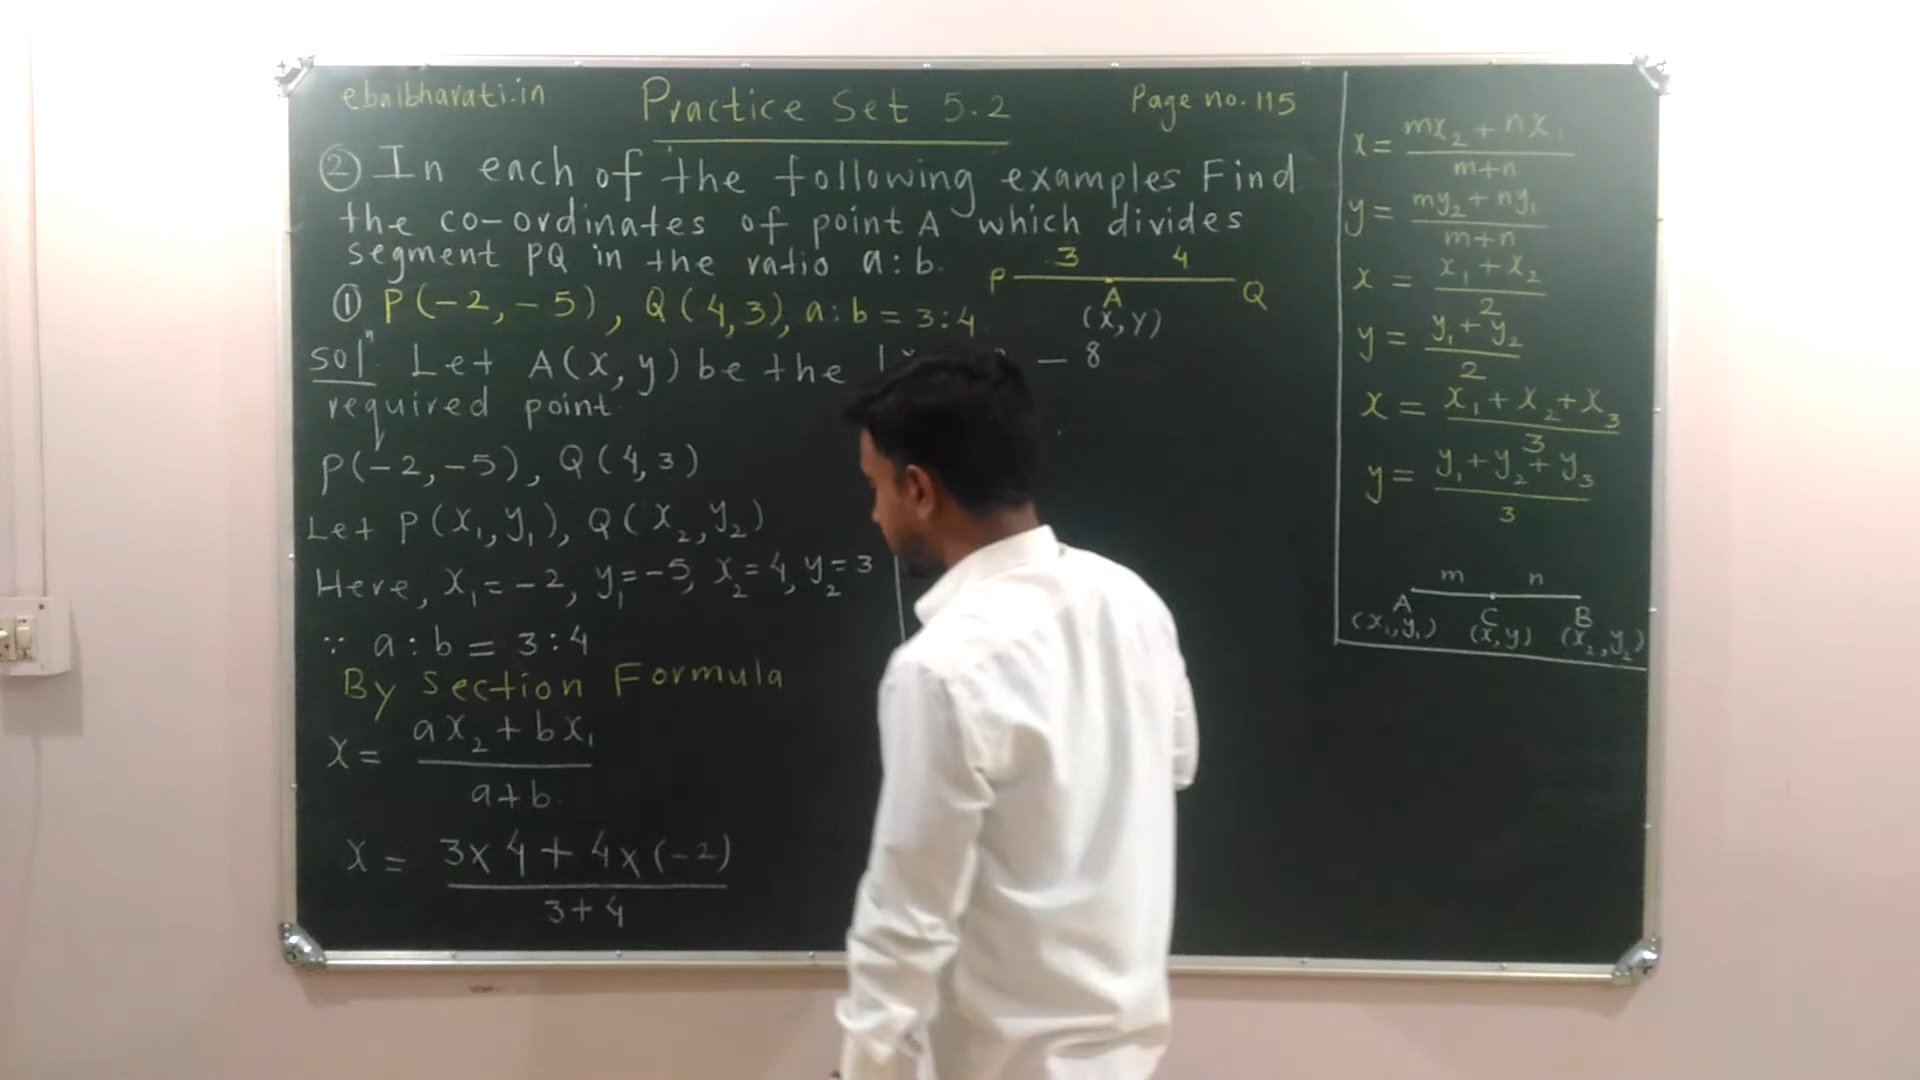 ebalbharati.in
Practice Set 5.2
Page no. 115
② In each of the following examples Find
the co-ordinates of point A which divides
segment PQ in the ratio a:b.
① P(-2,-5), Q(4,3), a:b = 3:4
3 4
P A Q
(x,y)
solⁿ. Let A(x,y) be the
required point.
P(-2,-5), Q(4,3)
Let P(x₁,y₁), Q(x₂,y₂)
Here, x₁=-2, y₁=-5, x₂=4, y₂=3
∵ a:b = 3:4
By Section Formula
x = (ax₂+bx₁)/(a+b)
x = (3×4+4×(-2))/(3+4)
- 8
x = (mx₂+nx₁)/(m+n)
y = (my₂+ny₁)/(m+n)
x = (x₁+x₂)/2
y = (y₁+y₂)/2
x = (x₁+x₂+x₃)/3
y = (y₁+y₂+y₃)/3
m n
A C B
(x₁,y₁) (x,y) (x₂,y₂)